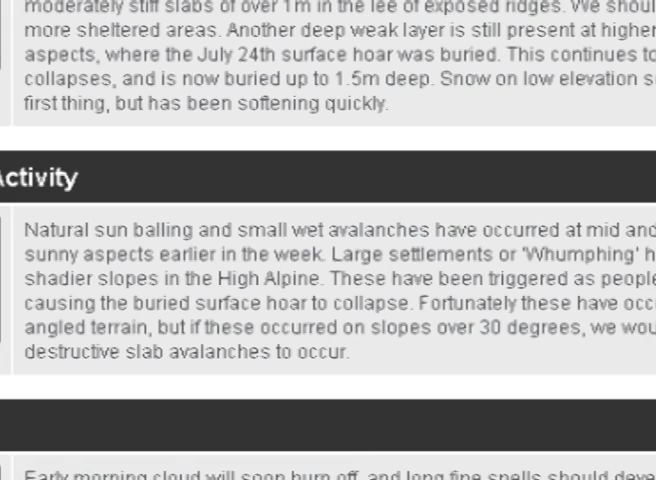 moderately stiff slabs of over 1m in the lee of exposed ridges. We shoul
more sheltered areas. Another deep weak layer is still present at higher
aspects, where the July 24th surface hoar was buried. This continues to
collapses, and is now buried up to 1.5m deep. Snow on low elevation s
first thing, but has been softening quickly.
Activity
Natural sun balling and small wet avalanches have occurred at mid and
sunny aspects earlier in the week. Large settlements or 'Whumphing' h
shadier slopes in the High Alpine. These have been triggered as people
causing the buried surface hoar to collapse. Fortunately these have occ
angled terrain, but if these occurred on slopes over 30 degrees, we wou
destructive slab avalanches to occur.
Early morning cloud will soon burn off, and long fine spells should deve